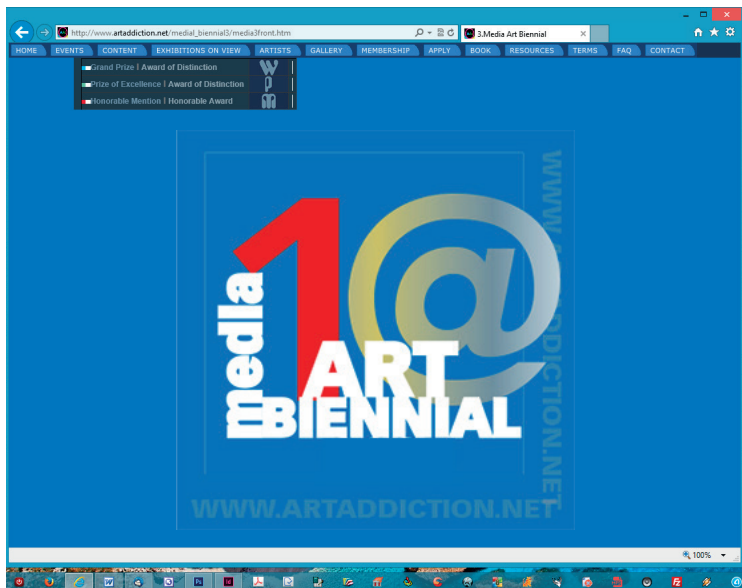 http://www.artaddiction.net/medial_biennial3/media3front.htm
3.Media Art Biennial
HOME EVENTS CONTENT EXHIBITIONS ON VIEW ARTISTS GALLERY MEMBERSHIP APPLY BOOK RESOURCES TERMS FAQ CONTACT
Grand Prize | Award of Distinction
Prize of Excellence | Award of Distinction
Honorable Mention | Honorable Award
media
1@
ART
BIENNIAL
WWW.ARTADDICTION.NET
WWW.ARTADDICTION.NET
100%